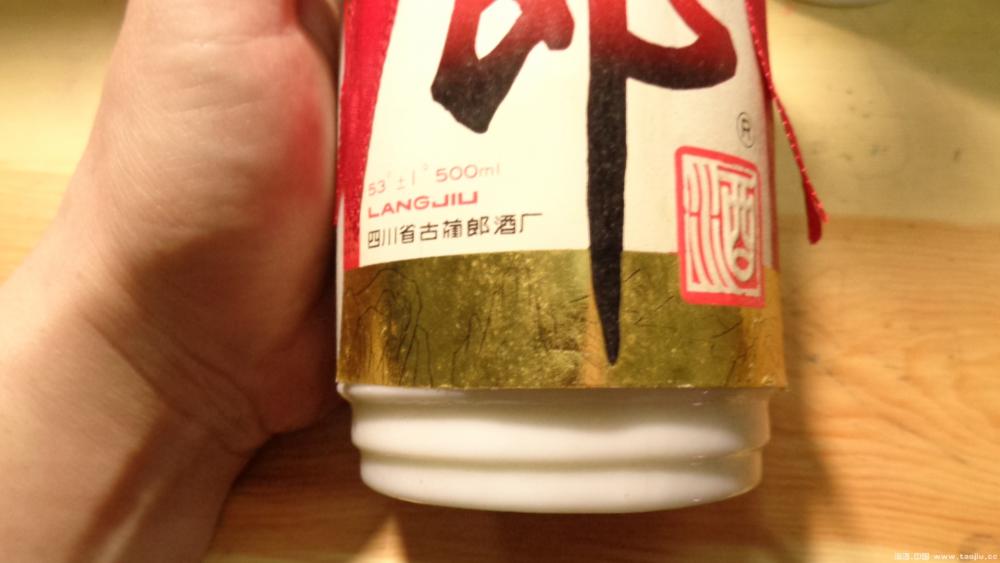 郎
®
53°±1° 500ml
LANGJIU
四川省古蔺郎酒厂
酒
www.taojiu.cc